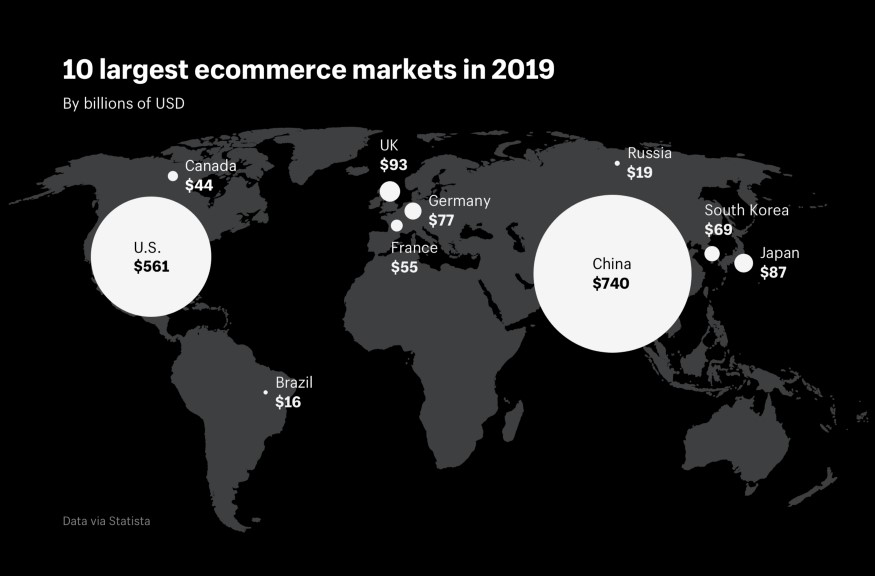 10 largest ecommerce markets in 2019
By billions of USD
UK
$93
Canada
$44
Russia
$19
Germany
$77
South Korea
$69
U.S.
$561
France
$55
China
$740
Japan
$87
Brazil
$16
Data via Statista